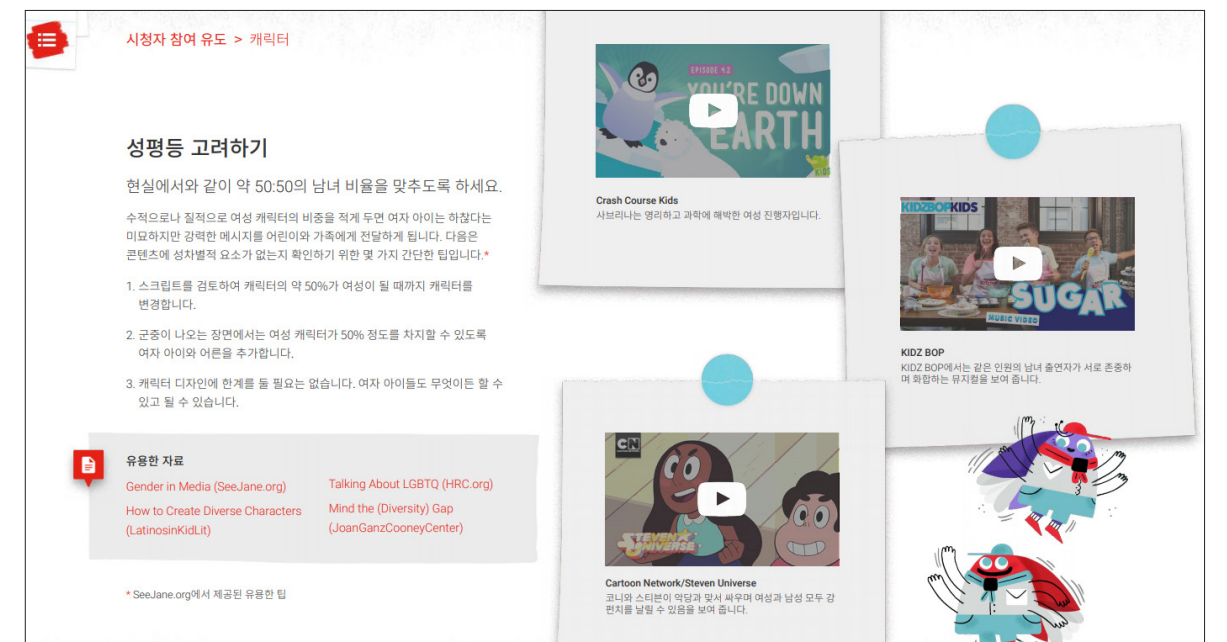 시청자 참여 유도 > 캐릭터
성평등 고려하기
현실에서와 같이 약 50:50의 남녀 비율을 맞추도록 하세요.
수적으로나 질적으로 여성 캐릭터의 비중을 적게 두면 여자 아이는 하찮다는
미묘하지만 강력한 메시지를 어린이와 가족에게 전달하게 됩니다. 다음은
콘텐츠에 성차별적 요소가 없는지 확인하기 위한 몇 가지 간단한 팁입니다.*
1. 스크립트를 검토하여 캐릭터의 약 50%가 여성이 될 때까지 캐릭터를
변경합니다.
2. 군중이 나오는 장면에서는 여성 캐릭터가 50% 정도를 차지할 수 있도록
여자 아이와 어른을 추가합니다.
3. 캐릭터 디자인에 한계를 둘 필요는 없습니다. 여자 아이들도 무엇이든 할 수
있고 될 수 있습니다.
유용한 자료
Gender in Media (SeeJane.org)
How to Create Diverse Characters
(LatinosinKidLit)
Talking About LGBTQ (HRC.org)
Mind the (Diversity) Gap
(JoanGanzCooneyCenter)
* SeeJane.org에서 제공된 유용한 팁
EPISODE 4.2
YOU'RE DOWN
EARTH
KIDS
Crash Course Kids
사브리나는 영리하고 과학에 해박한 여성 진행자입니다.
KIDZ BOP KIDS
SUGAR
MUSIC VIDEO
KIDZ BOP
KIDZ BOP에서는 같은 인원의 남녀 출연자가 서로 존중하
며 화합하는 뮤지컬을 보여 줍니다.
CN
STEVEN
UNIVERSE
Cartoon Network/Steven Universe
코니와 스티븐이 악당과 맞서 싸우며 여성과 남성 모두 강
펀치를 날릴 수 있음을 보여 줍니다.